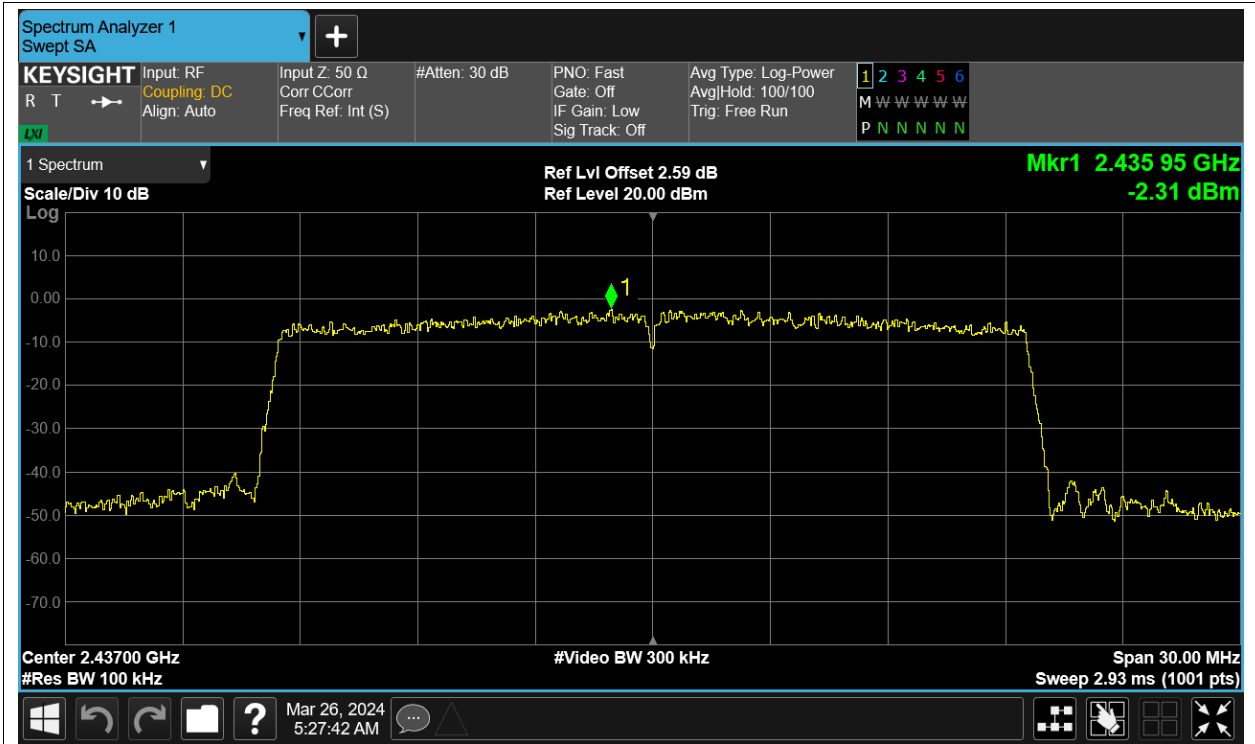 Spectrum Analyzer 1
Swept SA
+
KEYSIGHT
R T
LXI
Input: RF
Coupling: DC
Align: Auto
Input Z: 50 Ω
Corr CCorr
Freq Ref: Int (S)
#Atten: 30 dB
PNO: Fast
Gate: Off
IF Gain: Low
Sig Track: Off
Avg Type: Log-Power
Avg|Hold: 100/100
Trig: Free Run
1 2 3 4 5 6
M W W W W W
P N N N N N
1 Spectrum
Scale/Div 10 dB
Log
Ref Lvl Offset 2.59 dB
Ref Level 20.00 dBm
Mkr1 2.435 95 GHz
-2.31 dBm
10.0
0.00
1
-10.0
-20.0
-30.0
-40.0
-50.0
-60.0
-70.0
Center 2.43700 GHz
#Res BW 100 kHz
#Video BW 300 kHz
Span 30.00 MHz
Sweep 2.93 ms (1001 pts)
?
Mar 26, 2024
5:27:42 AM